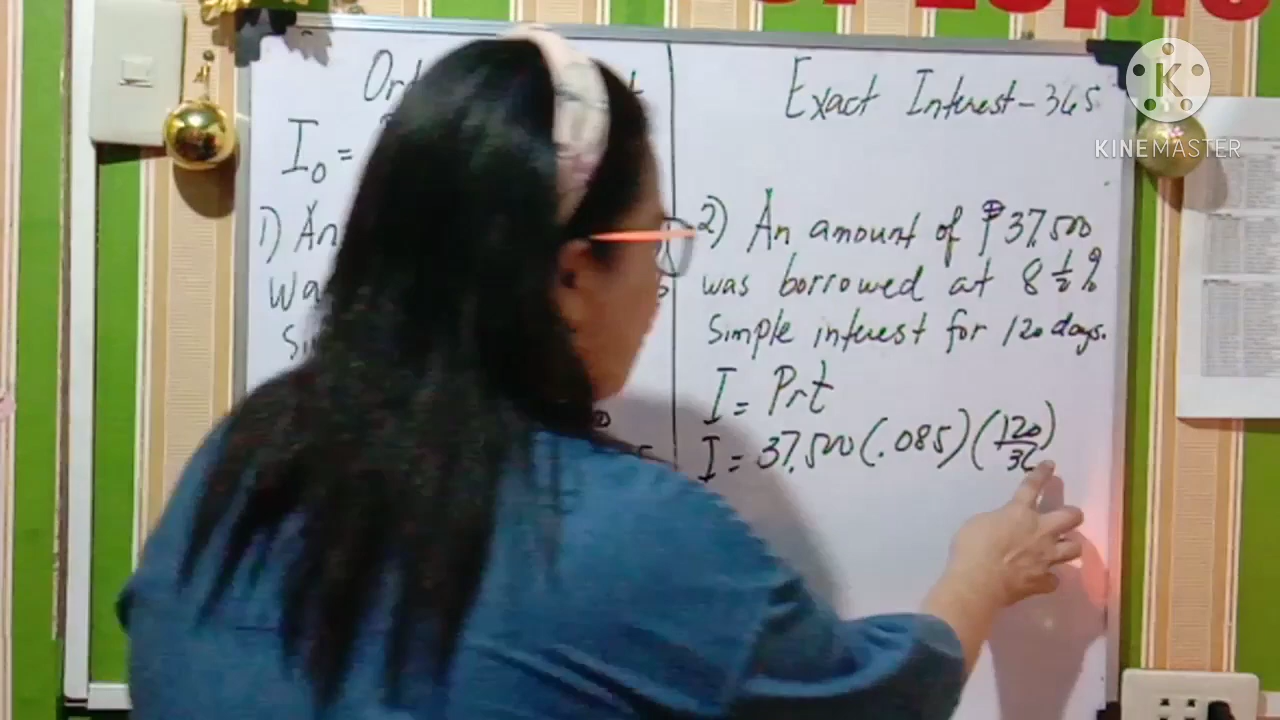 Exact Interest - 365
I₀ =
1) An
2) An amount of ₱37,500
was borrowed at 8 ½ %
simple interest for 120 days.
I = Prt
I = 37,500 (.085) (120/36
KINEMASTER